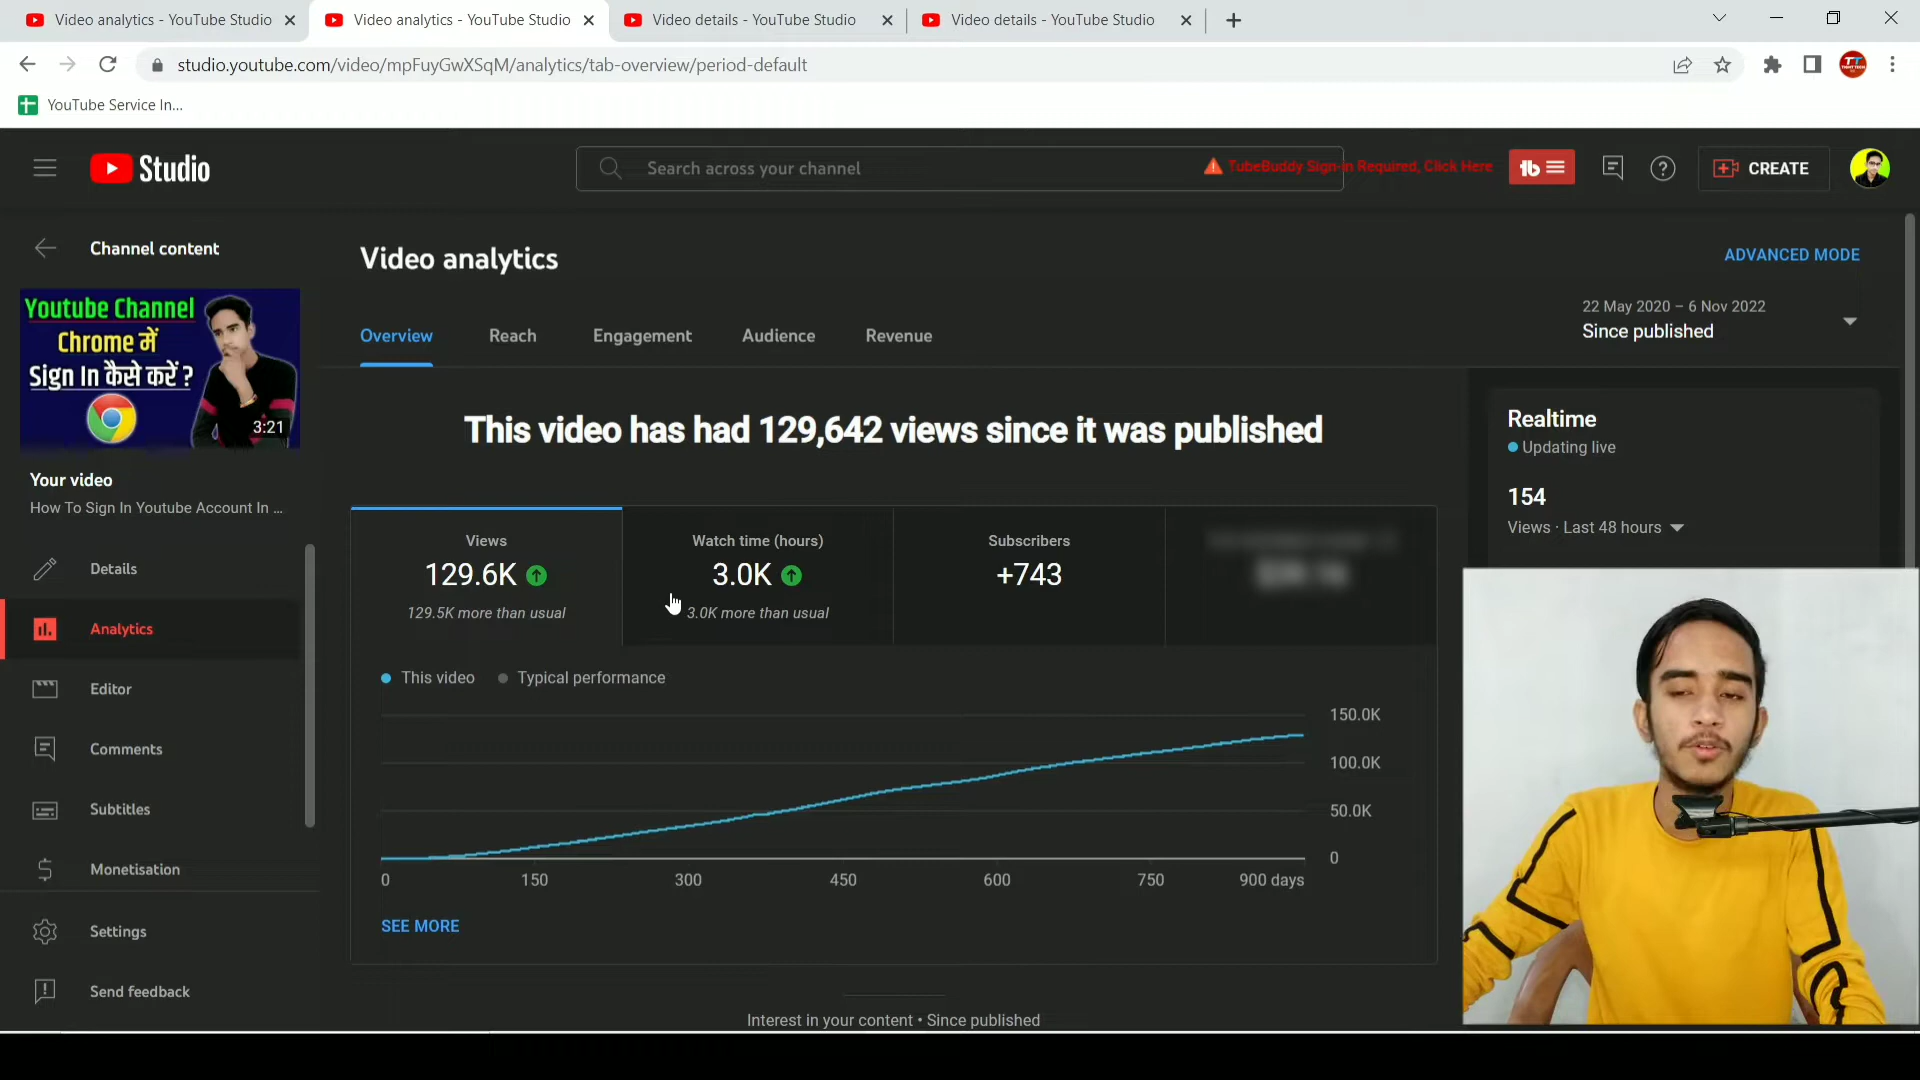 Video analytics - YouTube Studio
Video analytics - YouTube Studio
Video details - YouTube Studio
Video details - YouTube Studio
studio.youtube.com/video/mpFuyGwXSqM/analytics/tab-overview/period-default
YouTube Service In...
Studio
Search across your channel
TubeBuddy Sign-in Required, Click Here
CREATE
Channel content
Youtube Channel
Chrome में
Sign In कैसे करें ?
3:21
Your video
How To Sign In Youtube Account In ...
Details
Analytics
Editor
Comments
Subtitles
Monetisation
Settings
Send feedback
Video analytics
ADVANCED MODE
22 May 2020 – 6 Nov 2022
Since published
Overview
Reach
Engagement
Audience
Revenue
This video has had 129,642 views since it was published
Views
129.6K
129.5K more than usual
Watch time (hours)
3.0K
3.0K more than usual
Subscribers
+743
This video
Typical performance
150.0K
100.0K
50.0K
0
0 150 300 450 600 750 900 days
SEE MORE
Interest in your content • Since published
Realtime
Updating live
154
Views · Last 48 hours